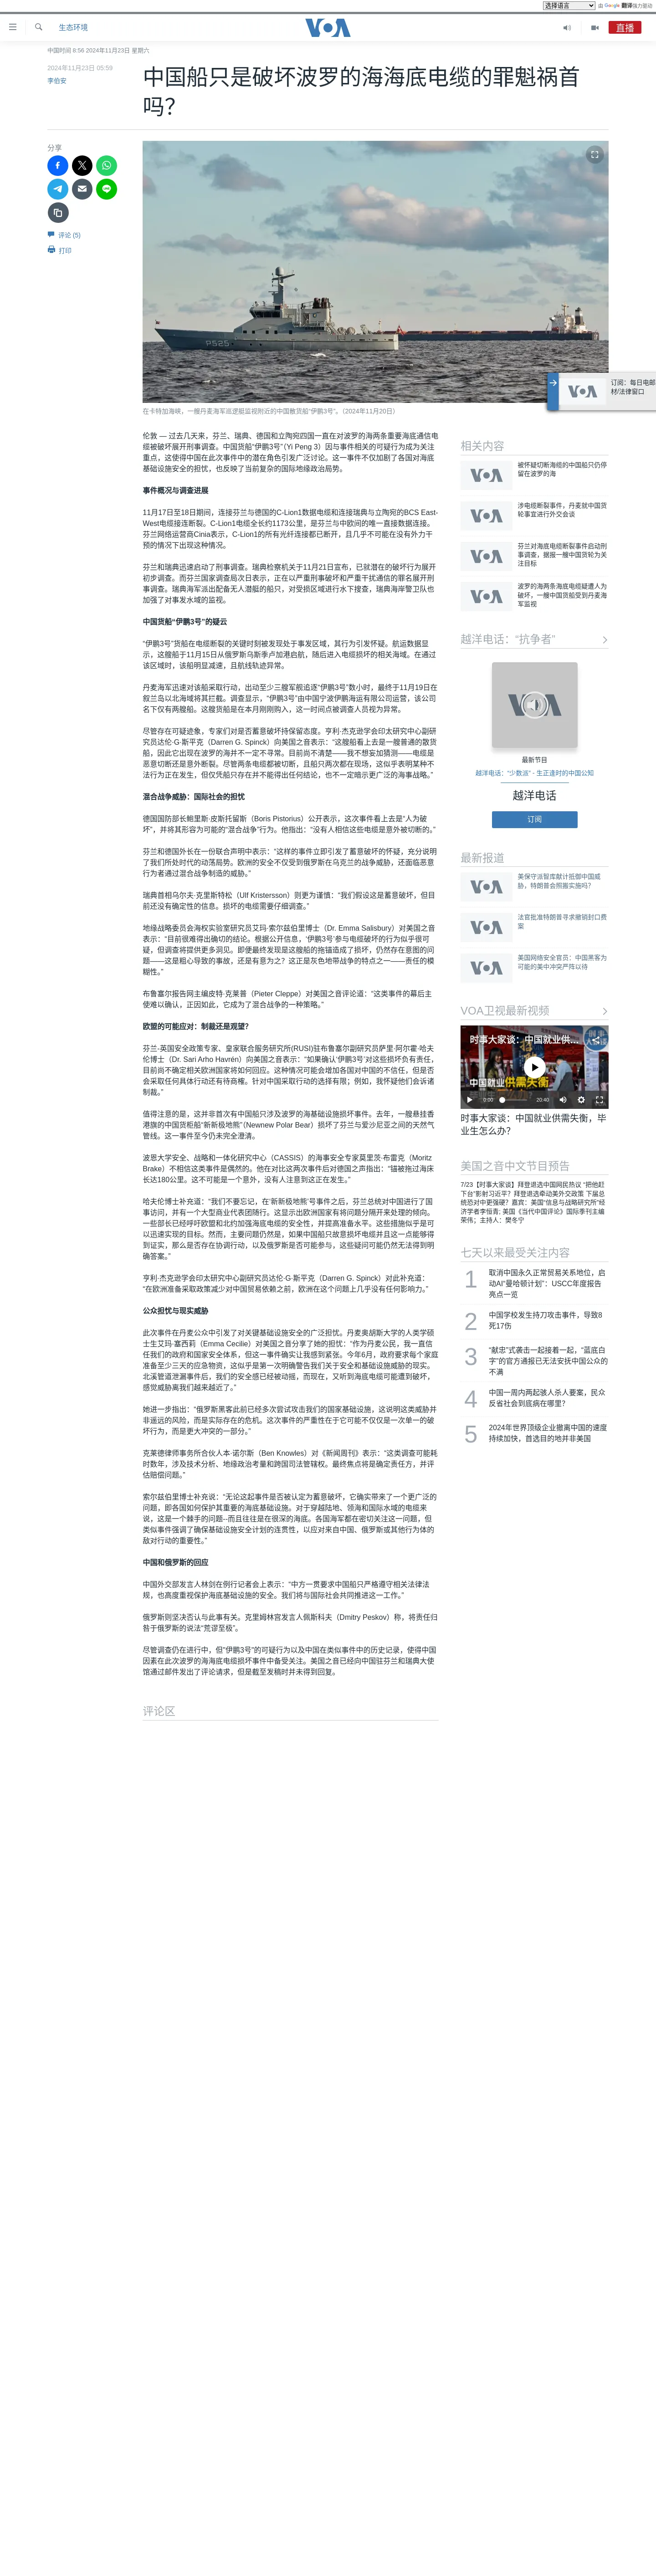 选择语言
由 Google 翻译强力驱动
生态环境
VOA
直播
中国时间 6:56 2024年11月23日 星期六
2024年11月23日 05:59
李伯安
中国船只是破坏波罗的海海底电缆的罪魁祸首
吗？
分享
评论 (5)
打印
P525
在卡特加海峡，一艘丹麦海军巡逻艇监视附近的中国散货船“伊鹏3号”。（2024年11月20日）
订阅：每日电邮
材/法律窗口
伦敦 — 过去几天来，芬兰、瑞典、德国和立陶宛四国一直在对波罗的海两条重要海底通信电
缆被破坏展开刑事调查。中国货船“伊鹏3号”（Yi Peng 3）因与事件相关的可疑行为成为关注
重点，这使得中国在此次事件中的潜在角色引发广泛讨论。这一事件不仅加剧了各国对海底
基础设施安全的担忧，也反映了当前复杂的国际地缘政治局势。
事件概况与调查进展
11月17日至18日期间，连接芬兰与德国的C-Lion1数据电缆和连接瑞典与立陶宛的BCS East-
West电缆接连断裂。C-Lion1电缆全长约1173公里，是芬兰与中欧间的唯一直接数据连接。
芬兰网络运营商Cinia表示，C-Lion1的所有光纤连接都已断开，且几乎不可能在没有外力干
预的情况下出现这种情况。
芬兰和瑞典迅速启动了刑事调查。瑞典检察机关于11月21日宣布，已就潜在的破坏行为展开
初步调查。而芬兰国家调查局次日表示，正在以严重刑事破坏和严重干扰通信的罪名展开刑
事调查。瑞典海军派出配备无人潜艇的船只，对受损区域进行水下搜查，瑞典海岸警卫队也
加强了对事发水域的监视。
中国货船“伊鹏3号”的疑云
“伊鹏3号”货船在电缆断裂的关键时刻被发现处于事发区域，其行为引发怀疑。航运数据显
示，这艘船于11月15日从俄罗斯乌斯季卢加港启航，随后进入电缆损坏的相关海域。在通过
该区域时，该船明显减速，且航线轨迹异常。
丹麦海军迅速对该船采取行动，出动至少三艘军舰追逐“伊鹏3号”数小时，最终于11月19日在
叙兰岛以北海域将其拦截。调查显示，“伊鹏3号”由中国宁波伊鹏海运有限公司运营，该公司
名下仅有两艘船。这艘货船是在本月刚刚购入，这一时间点被调查人员视为异常。
尽管存在可疑迹象，专家们对是否蓄意破坏持保留态度。亨利·杰克逊学会印太研究中心副研
究员达伦·G·斯平克（Darren G. Spinck）向美国之音表示：“这艘船看上去是一艘普通的散货
船，因此它出现在波罗的海并不一定不寻常。目前尚不清楚——我不想妄加猜测——电缆是
恶意切断还是意外断裂。尽管两条电缆都被切断，且船只两次都在现场，这似乎表明某种不
法行为正在发生，但仅凭船只存在并不能得出任何结论，也不一定暗示更广泛的海事战略。”
混合战争威胁：国际社会的担忧
德国国防部长鲍里斯·皮斯托留斯（Boris Pistorius）公开表示，这次事件看上去是“人为破
坏”，并将其形容为可能的“混合战争”行为。他指出：“没有人相信这些电缆是意外被切断的。”
芬兰和德国外长在一份联合声明中表示：“这样的事件立即引发了蓄意破坏的怀疑，充分说明
了我们所处时代的动荡局势。欧洲的安全不仅受到俄罗斯在乌克兰的战争威胁，还面临恶意
行为者通过混合战争制造的威胁。”
瑞典首相乌尔夫·克里斯特松（Ulf Kristersson）则更为谨慎：“我们假设这是蓄意破坏，但目
前还没有确定性的信息。损坏的电缆需要仔细调查。”
地缘战略委员会海权实验室研究员艾玛·索尔兹伯里博士（Dr. Emma Salisbury）对美国之音
表示：“目前很难得出确切的结论。根据公开信息，‘伊鹏3号’参与电缆破坏的行为似乎很可
疑，但调查将提供更多洞见。即便最终发现是这艘船的拖锚造成了损坏，仍然存在意图的问
题——这是粗心导致的事故，还是有意为之？这正是灰色地带战争的特点之一——责任的模
糊性。”
布鲁塞尔报告网主编皮特·克莱普（Pieter Cleppe）对美国之音评论道：“这类事件的幕后主
使难以确认，正因如此，它成为了混合战争的一种策略。”
欧盟的可能应对：制裁还是观望？
芬兰-英国安全政策专家、皇家联合服务研究所(RUSI)驻布鲁塞尔副研究员萨里·阿尔霍·哈夫
伦博士（Dr. Sari Arho Havrén）向美国之音表示：“如果确认‘伊鹏3号’对这些损坏负有责任，
目前尚不能确定相关欧洲国家将如何回应。这种情况可能会增加各国对中国的不信任，但是否
会采取任何具体行动还有待商榷。针对中国采取行动的选择有限；例如，我怀疑他们会诉诸
制裁。”
值得注意的是，这并非首次有中国船只涉及波罗的海基础设施损坏事件。去年，一艘悬挂香
港旗的中国货柜船“新新极地熊”（Newnew Polar Bear）损坏了芬兰与爱沙尼亚之间的天然气
管线。这一事件至今仍未完全澄清。
波恩大学安全、战略和一体化研究中心（CASSIS）的海事安全专家莫里茨·布雷克（Moritz
Brake）不相信这类事件是偶然的。他在对比这两次事件后对德国之声指出：“锚被拖过海床
长达180公里。这不可能是一个意外，没有人注意到这正在发生。”
哈夫伦博士补充道：“我们不要忘记，在‘新新极地熊’号事件之后，芬兰总统对中国进行了国
事访问，并有一个大型商业代表团随行。这显示出欧洲国家有将问题分隔开来处理的倾向。
一些部长已经呼吁欧盟和北约加强海底电缆的安全性，并提高准备水平。这些措施似乎是可
以迅速实现的目标。然而，主要问题仍然是，如果中国船只故意损坏电缆并且这一点能够得
到证实，那么是否存在协调行动，以及俄罗斯是否可能参与，这些疑问可能仍然无法得到明
确答案。”
亨利·杰克逊学会印太研究中心副研究员达伦·G·斯平克（Darren G. Spinck）对此补充道：
“在欧洲准备采取政策减少对中国贸易依赖之前，欧洲在这个问题上几乎没有任何影响力。”
公众担忧与现实威胁
此次事件在丹麦公众中引发了对关键基础设施安全的广泛担忧。丹麦奥胡斯大学的人类学硕
士生艾玛·塞西莉（Emma Cecilie）对美国之音分享了她的担忧：“作为丹麦公民，我一直信
任我们的政府和国家安全体系，但这一事件确实让我感到紧张。今年6月，政府要求每个家庭
准备至少三天的应急物资，这似乎是第一次明确警告我们关于安全和基础设施威胁的现实。
北溪管道泄漏事件后，我们的安全感已经被动摇，而现在，又听到海底电缆可能遭到破坏，
感觉威胁离我们越来越近了。”
她进一步指出：“俄罗斯黑客此前已经多次尝试攻击我们的国家基础设施，这说明这类威胁并
非遥远的风险，而是实际存在的危机。这次事件的严重性在于它可能不仅仅是一次单一的破
坏行为，而是更大冲突的一部分。”
克莱德律师事务所合伙人本·诺尔斯（Ben Knowles）对《新闻周刊》表示：“这类调查可能耗
时数年，涉及技术分析、地缘政治考量和跨国司法管辖权。最终焦点将是确定责任方，并评
估赔偿问题。”
索尔兹伯里博士补充说：“无论这起事件是否被认定为蓄意破坏，它确实带来了一个更广泛的
问题，即各国如何保护其重要的海底基础设施。对于穿越陆地、领海和国际水域的电缆来
说，这是一个棘手的问题--而且往往是在很深的海底。各国海军都在密切关注这一问题，但
类似事件强调了确保基础设施安全计划的连贯性，以应对来自中国、俄罗斯或其他行为体的
敌对行动的重要性。”
中国和俄罗斯的回应
中国外交部发言人林剑在例行记者会上表示：“中方一贯要求中国船只严格遵守相关法律法
规，也高度重视保护海底基础设施的安全。我们将与国际社会共同推进这一工作。”
俄罗斯则坚决否认与此事有关。克里姆林宫发言人佩斯科夫（Dmitry Peskov）称，将责任归
咎于俄罗斯的说法“荒谬至极”。
尽管调查仍在进行中，但“伊鹏3号”的可疑行为以及中国在类似事件中的历史记录，使得中国
因素在此次波罗的海海底电缆损坏事件中备受关注。美国之音已经向中国驻芬兰和瑞典大使
馆通过邮件发出了评论请求，但是截至发稿时并未得到回复。
评论区
相关内容
被怀疑切断海缆的中国船只仍停
留在波罗的海
涉电缆断裂事件，丹麦就中国货
轮事宜进行外交会谈
芬兰对海底电缆断裂事件启动刑
事调查，据报一艘中国货轮为关
注目标
波罗的海两条海底电缆疑遭人为
破坏，一艘中国货船受到丹麦海
军监视
越洋电话：“抗争者”
最新节目
越洋电话：“少数派” - 生正逢时的中国公知
越洋电话
订阅
最新报道
美保守派智库献计抵御中国威
胁，特朗普会照搬实施吗？
法官批准特朗普寻求撤销封口费
案
美国网络安全官员：中国黑客为
可能的美中冲突严阵以待
VOA卫视最新视频
时事大家谈：中国就业供...
中国就业供需失衡
0:00
20:40
时事大家谈：中国就业供需失衡，毕
业生怎么办？
美国之音中文节目预告
7/23【时事大家谈】拜登退选中国网民热议 “把他赶
下台”影射习近平？拜登退选牵动美外交政策 下届总
统恐对中更强硬？嘉宾：美国“信息与战略研究所”经
济学者李恒青; 美国《当代中国评论》国际季刊主编
荣伟；主持人：樊冬宁
七天以来最受关注内容
1
取消中国永久正常贸易关系地位，启
动AI“曼哈顿计划”：USCC年度报告
亮点一览
2
中国学校发生持刀攻击事件，导致8
死17伤
3
“献忠”式袭击一起接着一起，“蓝底白
字”的官方通报已无法安抚中国公众的
不满
4
中国一周内两起骇人杀人要案，民众
反省社会到底病在哪里？
5
2024年世界顶级企业撤离中国的速度
持续加快，首选目的地并非美国